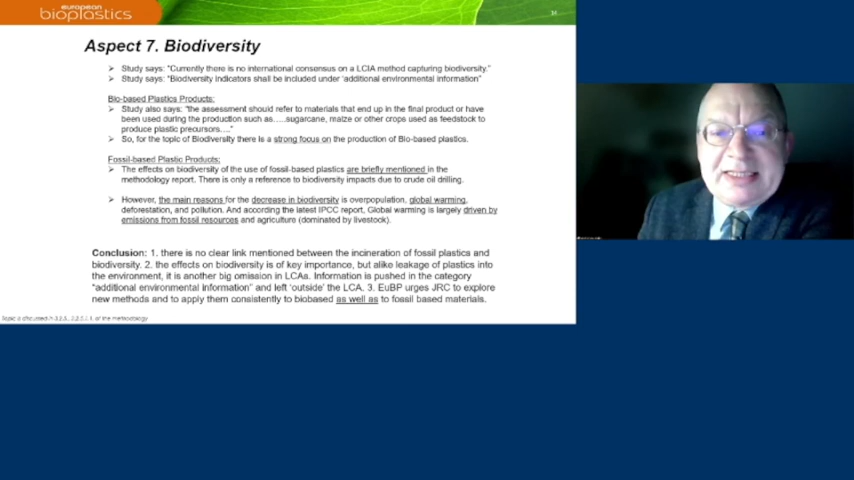 european
bioplastics
Aspect 7. Biodiversity
➢ Study says: "Currently there is no international consensus on a LCIA method capturing biodiversity."
➢ Study says: "Biodiversity Indicators shall be included under 'additional environmental information"
Bio-based Plastics Products:
➢ Study also says: "the assessment should refer to materials that end up in the final product or have
been used during the production such as.....sugarcane, maize or other crops used as feedstock to
produce plastic precursors...."
➢ So, for the topic of Biodiversity there is a strong focus on the production of Bio-based plastics.
Fossil-based Plastic Products:
➢ The effects on biodiversity of the use of fossil-based plastics are briefly mentioned in the
methodology report. There is only a reference to biodiversity impacts due to crude oil drilling.
➢ However, the main reasons for the decrease in biodiversity is overpopulation, global warming,
deforestation, and pollution. And according the latest IPCC report, Global warming is largely driven by
emissions from fossil resources and agriculture (dominated by livestock).
Conclusion: 1. there is no clear link mentioned between the incineration of fossil plastics and
biodiversity. 2. the effects on biodiversity is of key importance, but alike leakage of plastics into
the environment, it is another big omission in LCAs. Information is pushed in the category
"additional environmental information" and left 'outside' the LCA. 3. EuBP urges JRC to explore
new methods and to apply them consistently to biobased as well as to fossil based materials.
of the methodology